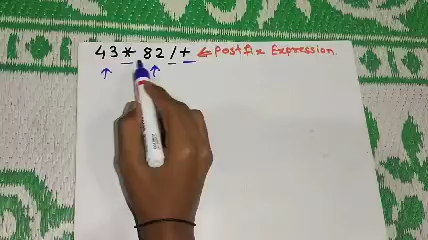 43 * 82 / + ← Postfix Expression.